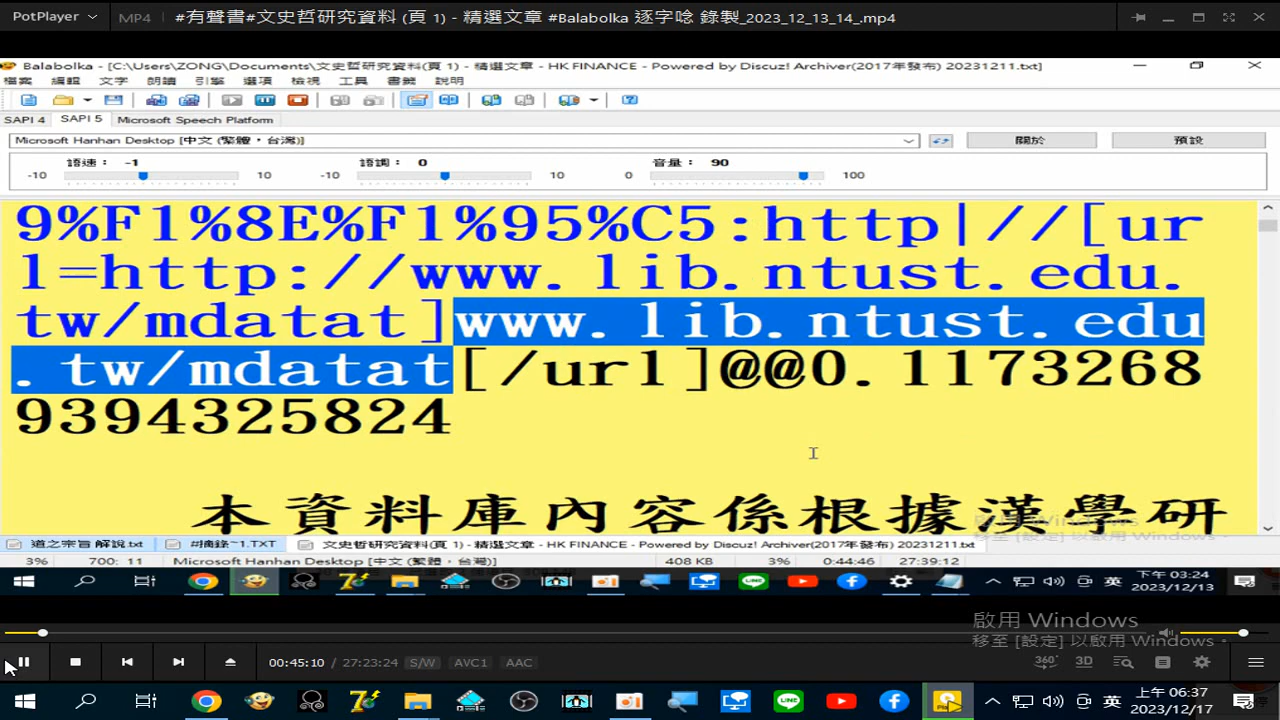 PotPlayer MP4 #有聲書#文史哲研究資料 (頁 1) - 精選文章 #Balabolka 逐字唸 錄製_2023_12_13_14_.mp4
Balabolka - [C:\Users\ZONG\Documents\文史哲研究資料(頁 1) - 精選文章 - HK FINANCE - Powered by Discuz! Archiver(2017年發布) 20231211.txt]
檔案 編輯 文字 朗讀 引擎 選項 檢視 工具 書籤 說明
SAPI 4 SAPI 5 Microsoft Speech Platform
Microsoft Hanhan Desktop [中文 (繁體，台灣)] 關於 預設
語速： -1 語調： 0 音量： 90
-10 10 -10 10 0 100
9%F1%8E%F1%95%C5:http|//[ur
l=http://www.lib.ntust.edu.
tw/mdatat]www.lib.ntust.edu
.tw/mdatat[/url]@@0.1173268
9394325824
本資料庫內容係根據漢學研
道之宗旨 解說.txt #摘錄~1.TXT 文史哲研究資料(頁 1) - 精選文章 - HK FINANCE - Powered by Discuz! Archiver(2017年發布) 20231211.txt
3% 700: 11 Microsoft Hanhan Desktop [中文 (繁體，台灣)] 408 KB 3% 0:44:46 27:39:12
英 下午 03:24
2023/12/13
啟用 Windows
移至 [設定] 以啟用 Windows。
00:45:10 / 27:23:24 S/W AVC1 AAC 360° 3D
英 上午 06:37
2023/12/17